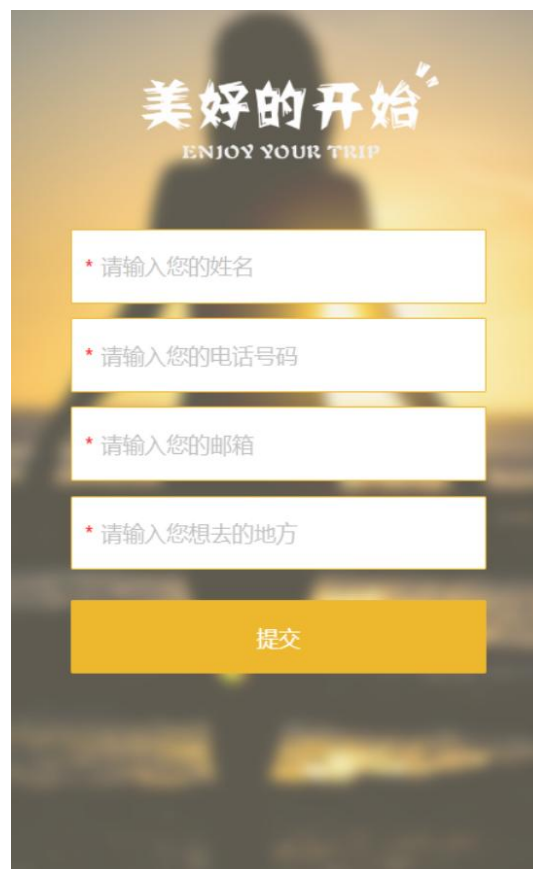 美好的开始
ENJOY YOUR TRIP
* 请输入您的姓名
* 请输入您的电话号码
* 请输入您的邮箱
* 请输入您想去的地方
提交